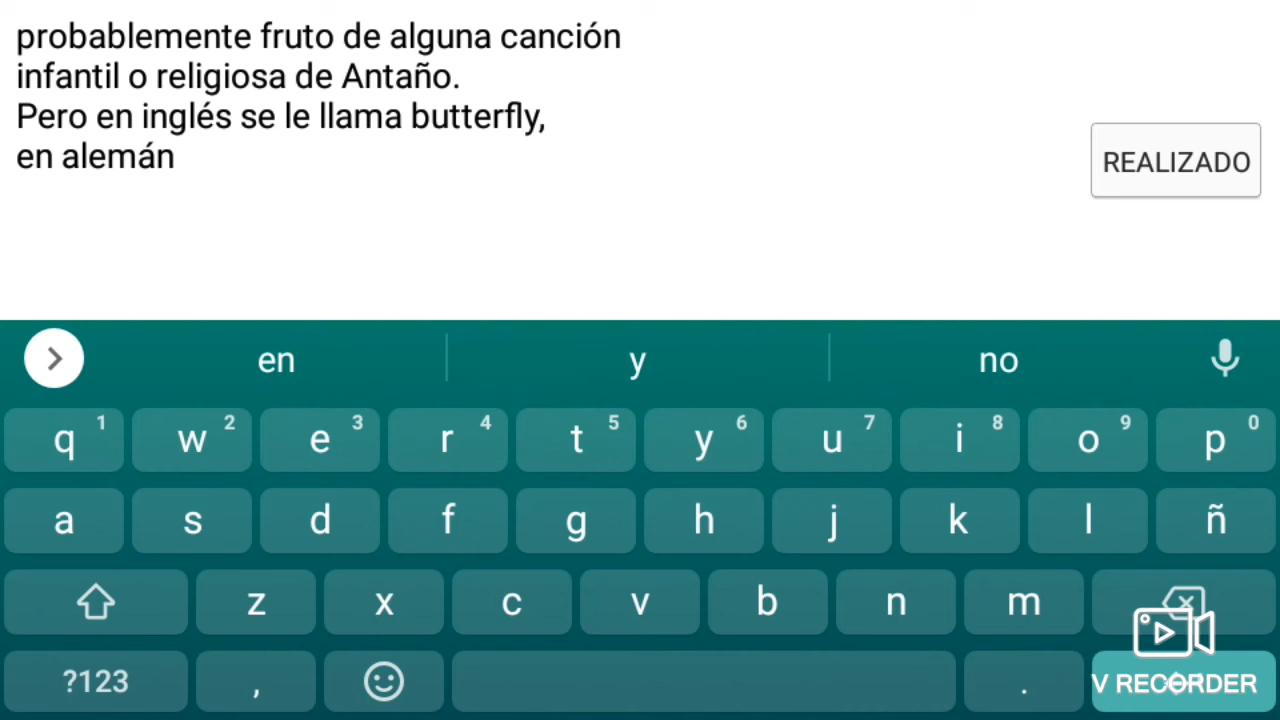 probablemente fruto de alguna canción
infantil o religiosa de Antaño.
Pero en inglés se le llama butterfly,
en alemán
REALIZADO
en y no
q 1 w 2 e 3 r 4 t 5 y 6 u 7 i 8 o 9 p 0
a s d f g h j k l ñ
z x c v b n m
?123 , .
V RECORDER